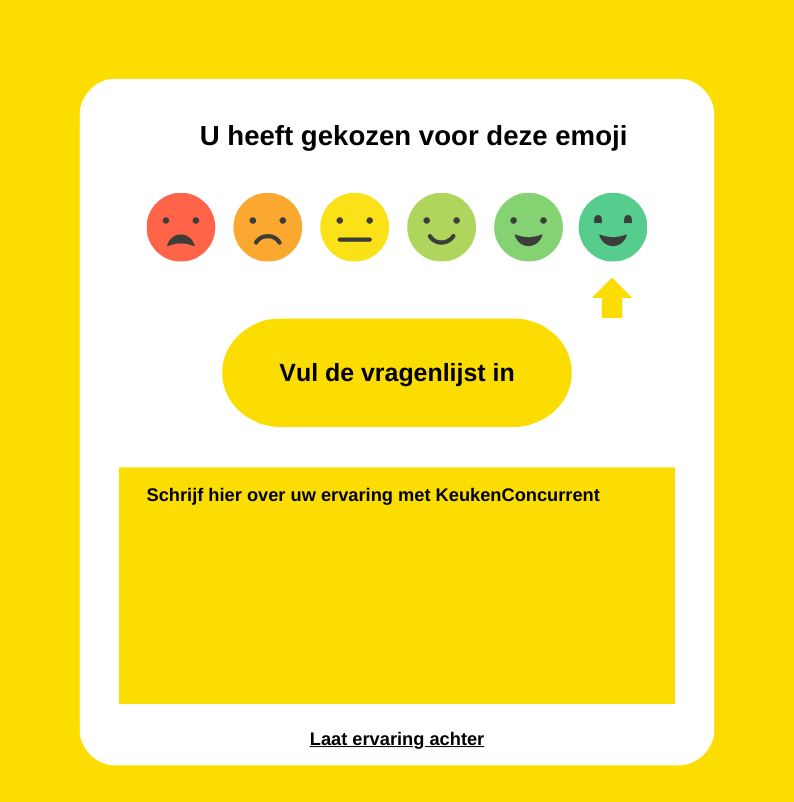 U heeft gekozen voor deze emoji
Vul de vragenlijst in
Schrijf hier over uw ervaring met KeukenConcurrent
Laat ervaring achter